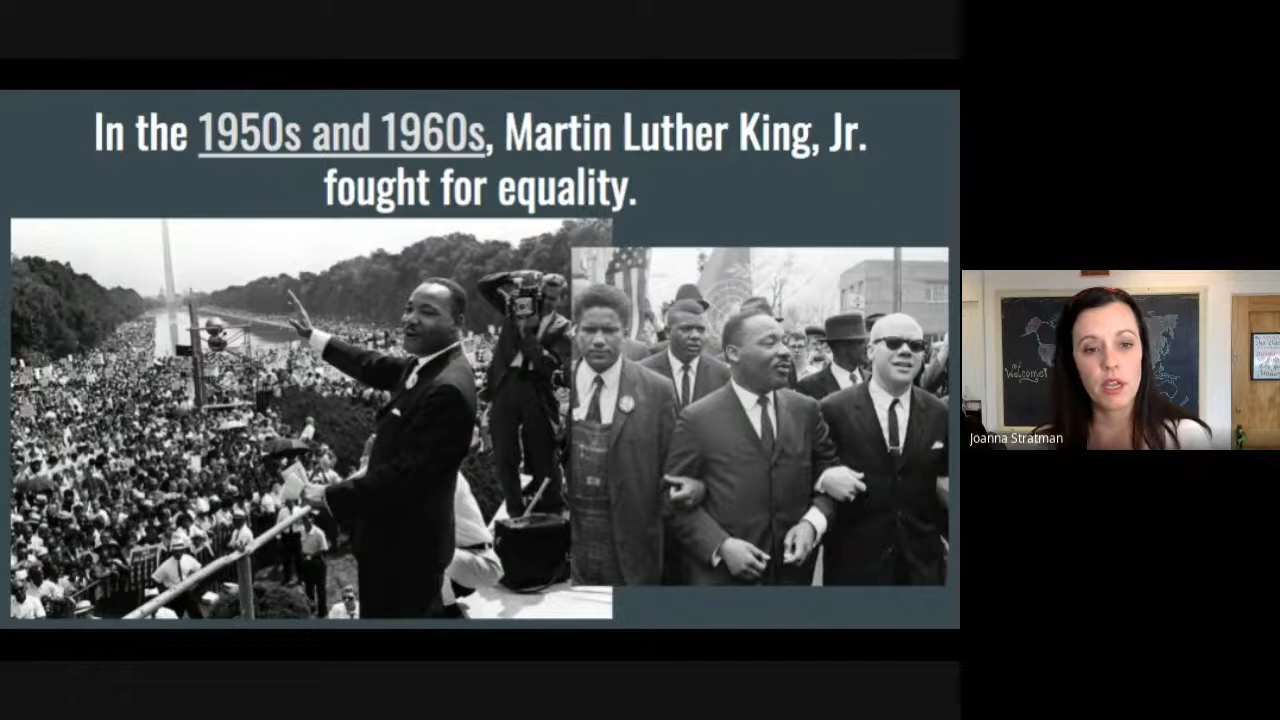 In the 1950s and 1960s, Martin Luther King, Jr.
fought for equality.
Welcome!
Joanna Stratman